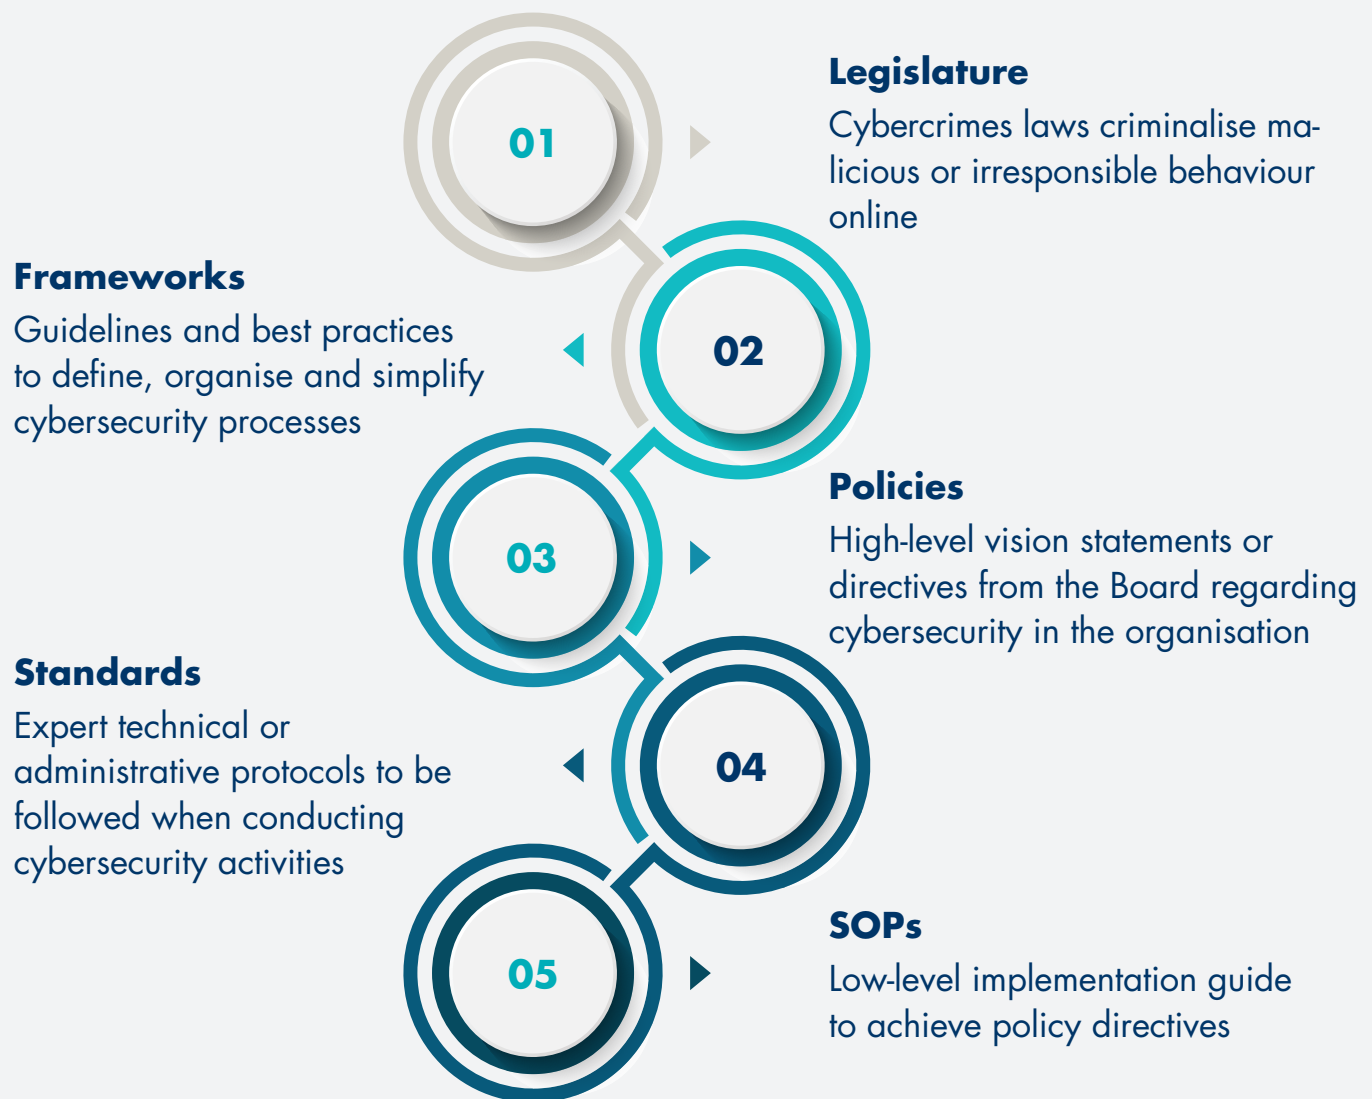 01
Legislature
Cybercrimes laws criminalise ma-
licious or irresponsible behaviour
online
02
Frameworks
Guidelines and best practices
to define, organise and simplify
cybersecurity processes
03
Policies
High-level vision statements or
directives from the Board regarding
cybersecurity in the organisation
04
Standards
Expert technical or
administrative protocols to be
followed when conducting
cybersecurity activities
05
SOPs
Low-level implementation guide
to achieve policy directives